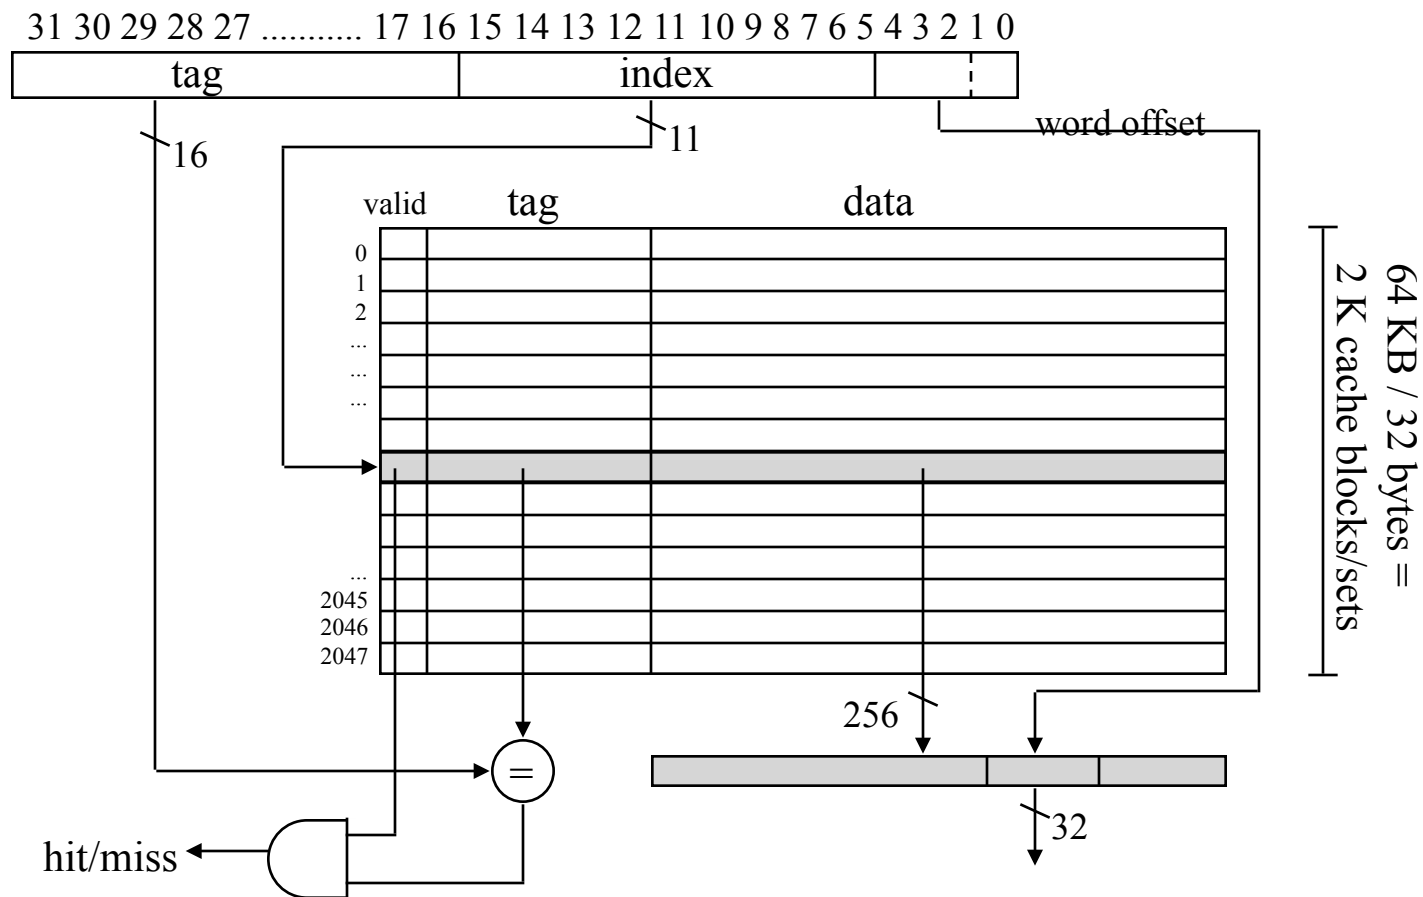 31 30 29 28 27 ........... 17 16 15 14 13 12 11 10 9 8 7 6 5 4 3 2 1 0
tag index
word offset
16
11
valid tag data
0
1
2
...
...
...
...
2045
2046
2047
64 KB / 32 bytes =
2 K cache blocks/sets
256
=
32
hit/miss